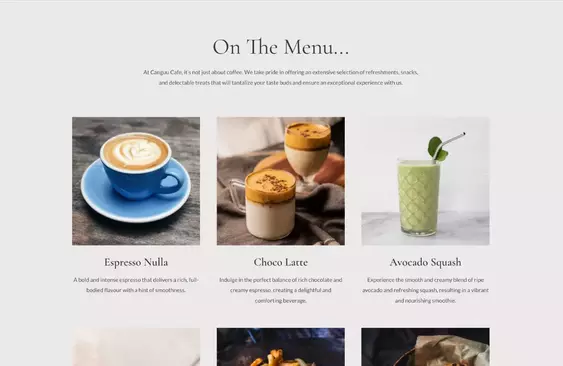 On The Menu...
At Canguu Cafe, it's not just about coffee. We take pride in offering an extensive selection of refreshments, snacks,
and delectable treats that will tantalize your taste buds and ensure an exceptional experience with us.
Espresso Nulla
Choco Latte
Avocado Squash
A bold and intense espresso that delivers a rich, full-
bodied flavour with a hint of smoothness.
Indulge in the perfect balance of rich chocolate and
creamy espresso, creating a delightful and
comforting beverage.
Experience the smooth and creamy blend of ripe
avocado and refreshing squash, resulting in a vibrant
and nourishing smoothie.